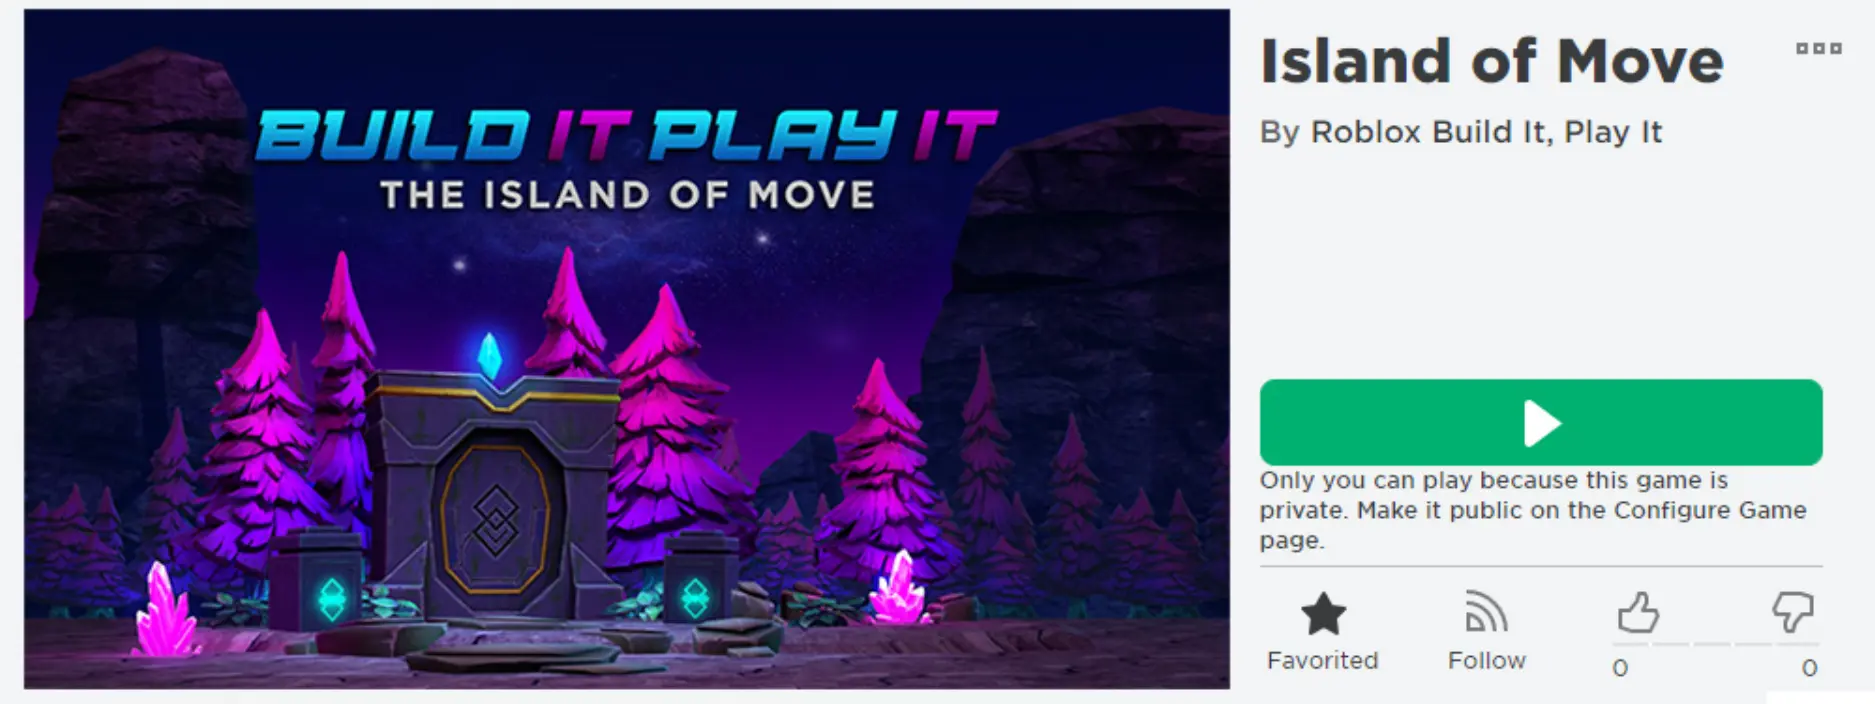 BUILD IT PLAY IT
THE ISLAND OF MOVE
Island of Move
By Roblox Build It, Play It
Only you can play because this game is
private. Make it public on the Configure Game
page.
Favorited
Follow
0
0